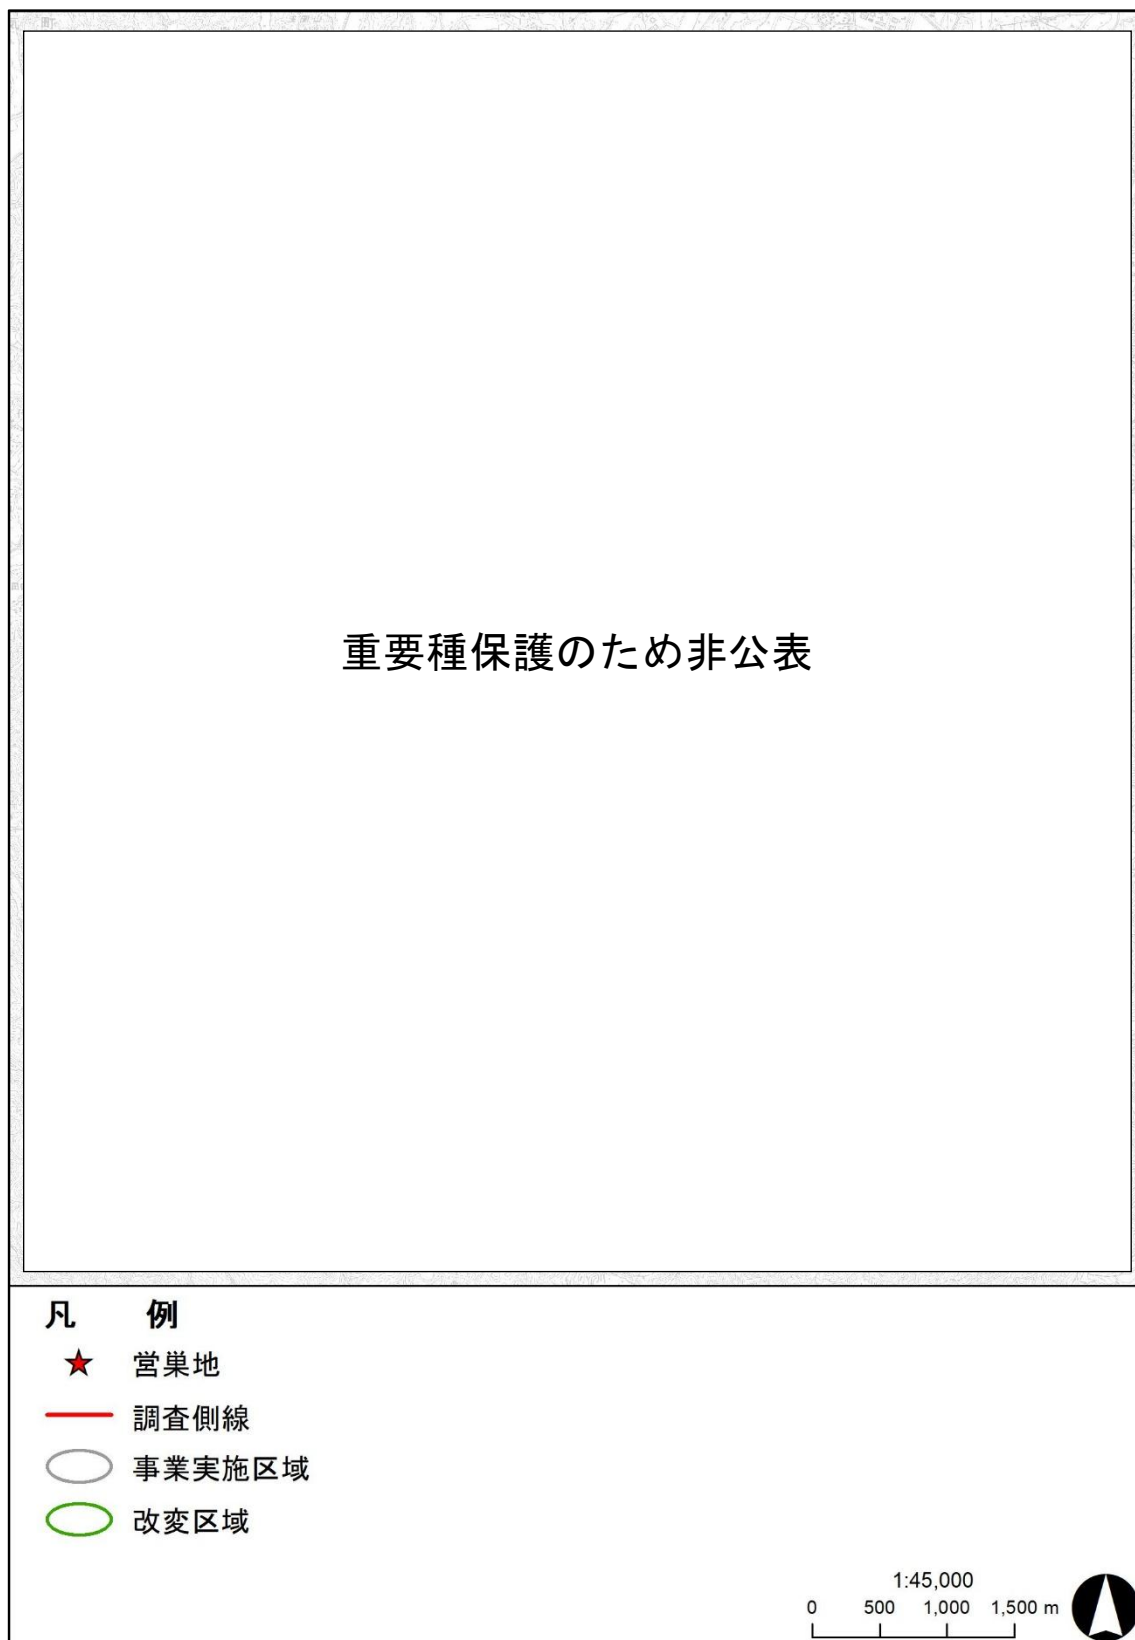 重要種保護のため非公表
凡 例
営巣地
調査側線
事業実施区域
改変区域
1:45,000
0 500 1,000 1,500 m